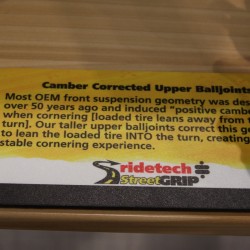 Camber Corrected Upper Balljoints
Most OEM front suspension geometry was des
over 50 years ago and induced "positive cambe
when cornering [loaded tire leans away from t
turn]. Our taller upper balljoints correct this g
to lean the loaded tire INTO the turn, creating
stable cornering experience.
ridetech
StreetGRIP